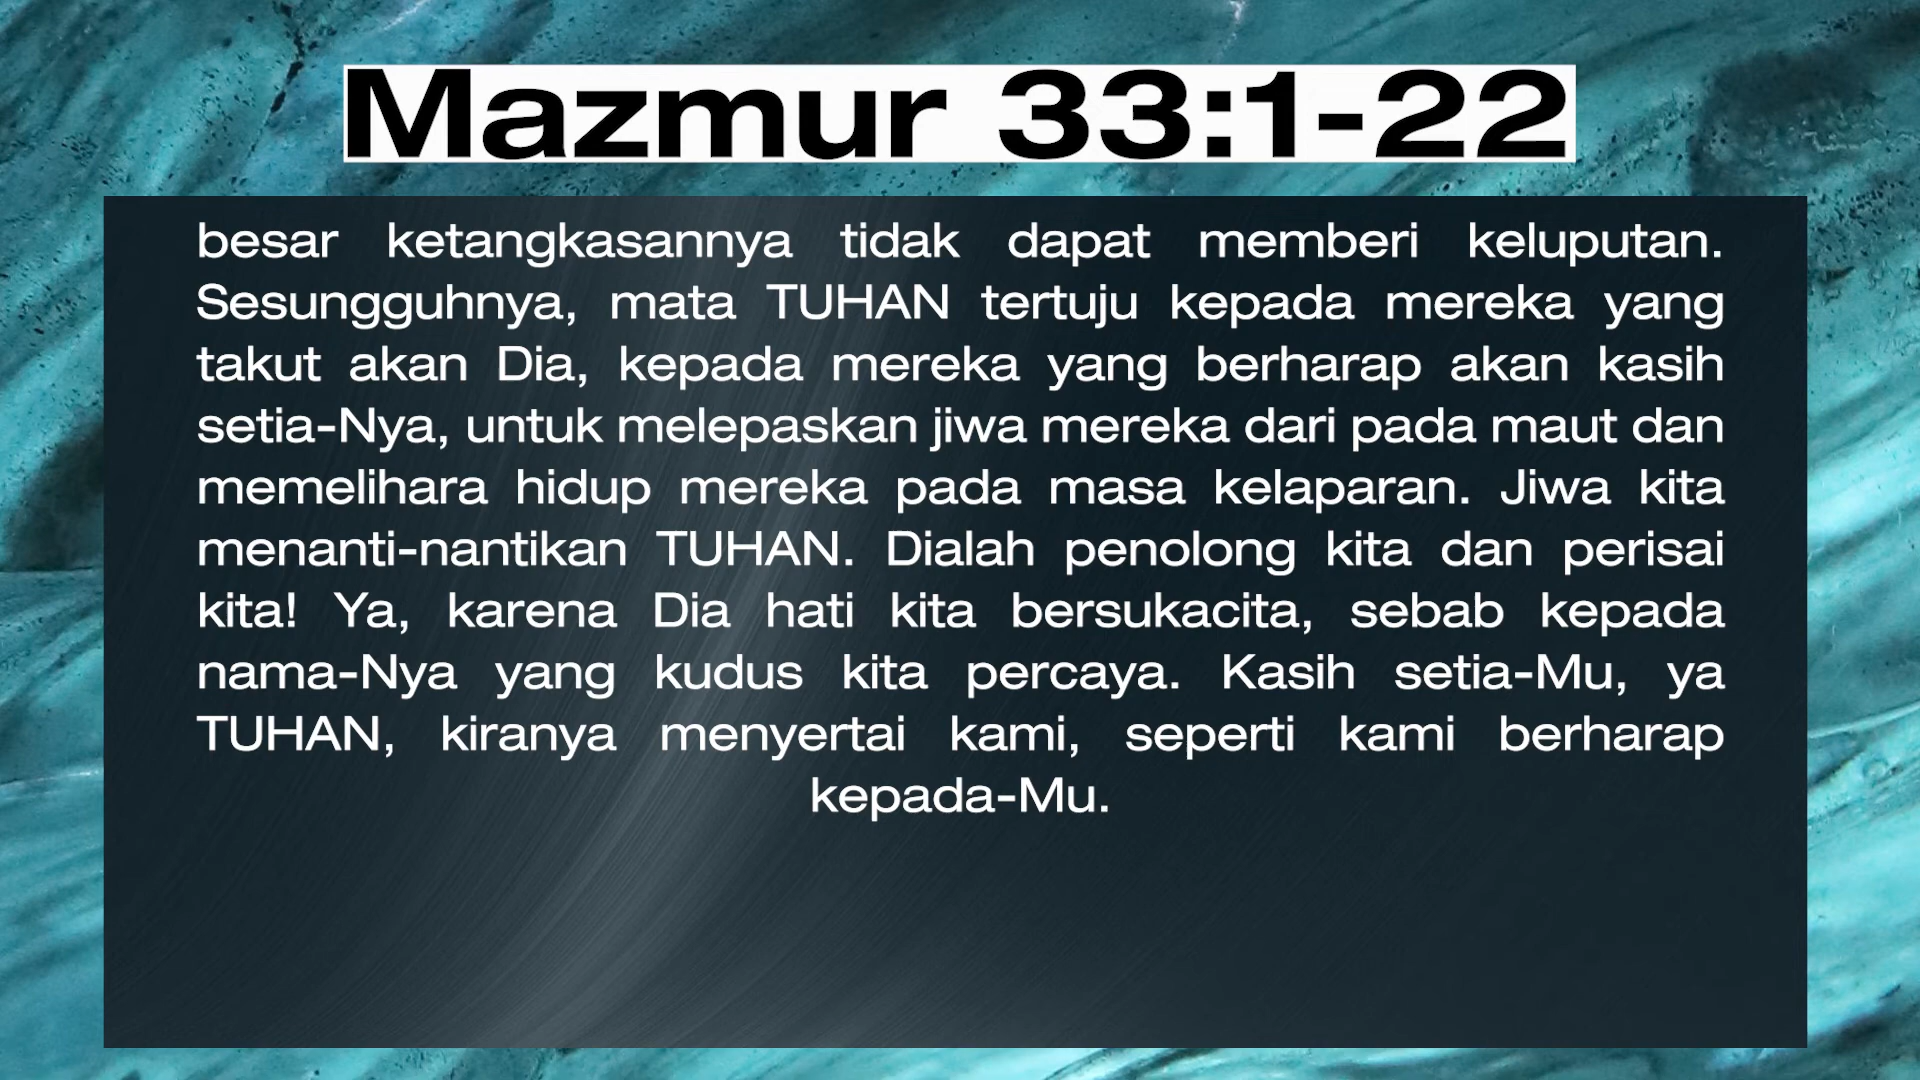 Mazmur 33:1-22
besar ketangkasannya tidak dapat memberi keluputan.
Sesungguhnya, mata TUHAN tertuju kepada mereka yang
takut akan Dia, kepada mereka yang berharap akan kasih
setia-Nya, untuk melepaskan jiwa mereka dari pada maut dan
memelihara hidup mereka pada masa kelaparan. Jiwa kita
menanti-nantikan TUHAN. Dialah penolong kita dan perisai
kita! Ya, karena Dia hati kita bersukacita, sebab kepada
nama-Nya yang kudus kita percaya. Kasih setia-Mu, ya
TUHAN, kiranya menyertai kami, seperti kami berharap
kepada-Mu.